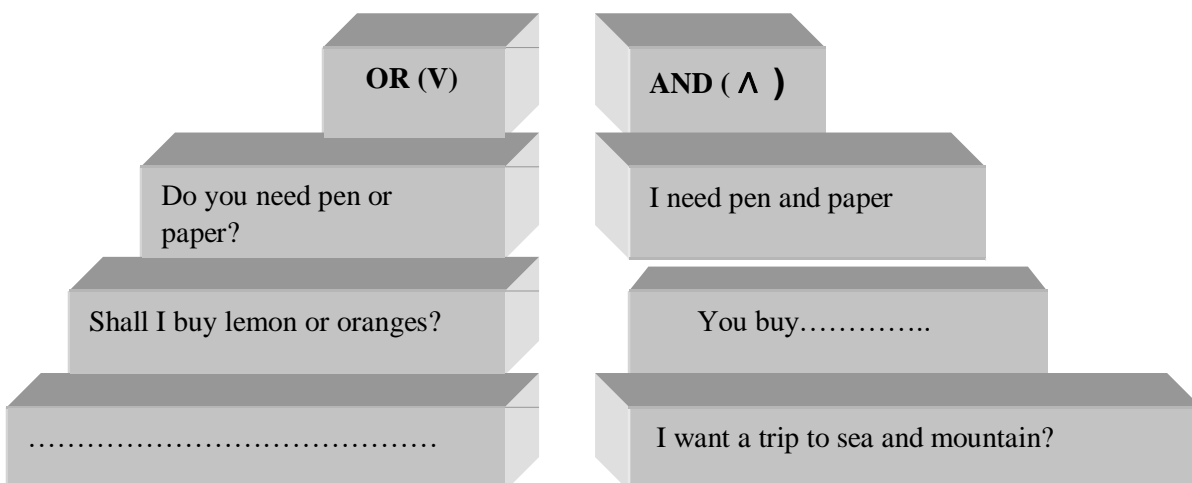 OR (V)
AND ( ∧ )
Do you need pen or
paper?
I need pen and paper
Shall I buy lemon or oranges?
You buy…………..
……………………………………
I want a trip to sea and mountain?